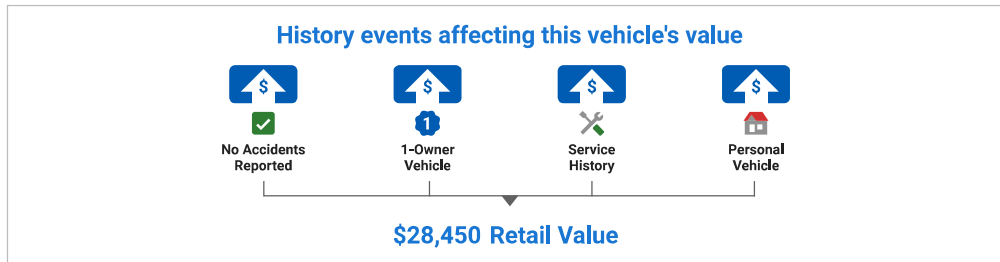 History events affecting this vehicle's value
$ $ $ $
1
No Accidents Reported
1-Owner Vehicle
Service History
Personal Vehicle
$28,450 Retail Value